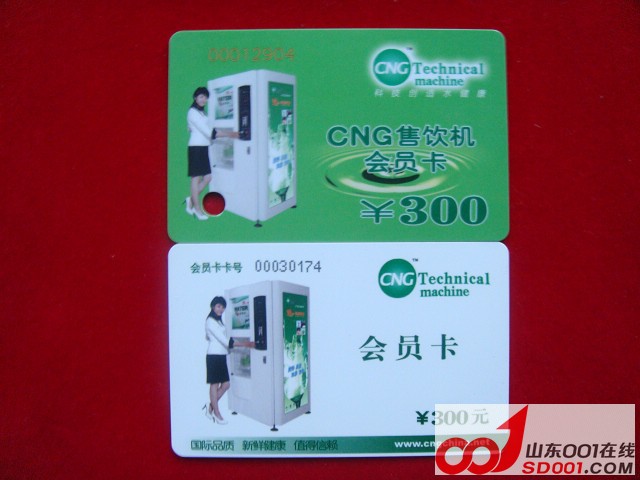 00012904
CNG Technical
machine
科技创造水健康
CNG售饮机
会员卡
¥300
会员卡卡号 00030174
CNG Technical
machine
会员卡
¥300元
国际品质 新鲜健康 值得信赖
www.cngchina.net
山东001在线
SD001.com